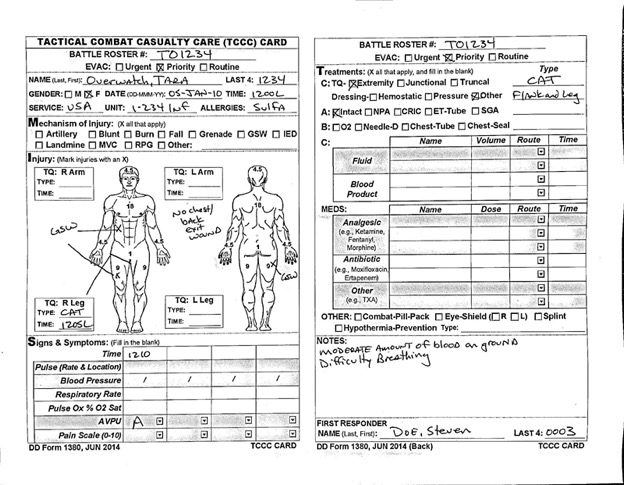 TACTICAL COMBAT CASUALTY CARE (TCCC) CARD
BATTLE ROSTER #: TO1234
EVAC: ☐ Urgent ☒ Priority ☐ Routine
NAME (Last, First): Overwatch, TARA LAST 4: 1234
GENDER: ☐ M ☒ F DATE (DD-MMM-YY): 05-JAN-10 TIME: 1200L
SERVICE: USA UNIT: 1-234 Inf ALLERGIES: Sulfa
Mechanism of Injury: (X all that apply)
☐ Artillery ☐ Blunt ☐ Burn ☐ Fall ☐ Grenade ☐ GSW ☐ IED
☐ Landmine ☐ MVC ☐ RPG ☐ Other:
Injury: (Mark injuries with an X)
TQ: R Arm
TYPE:
TIME:
TQ: L Arm
TYPE:
TIME:
4.5
18
4.5
4.5
1
9
9
GSW
No chest/
back
exit
wound
4.5
18
4.5
4.5
9
9
GSW
TQ: R Leg
TYPE: CAT
TIME: 1205L
TQ: L Leg
TYPE:
TIME:
Signs & Symptoms: (Fill in the blank)
Time 1210
Pulse (Rate & Location)
Blood Pressure / / / /
Respiratory Rate
Pulse Ox % O2 Sat
AVPU A
Pain Scale (0-10)
DD Form 1380, JUN 2014 TCCC CARD
BATTLE ROSTER #: TO1234
EVAC: ☐ Urgent ☒ Priority ☐ Routine
Treatments: (X all that apply, and fill in the blank) Type
C: TQ- ☒ Extremity ☐ Junctional ☐ Truncal CAT
Dressing- ☐ Hemostatic ☐ Pressure ☒ Other Flank and Leg
A: ☒ Intact ☐ NPA ☐ CRIC ☐ ET-Tube ☐ SGA
B: ☐ O2 ☐ Needle-D ☐ Chest-Tube ☐ Chest-Seal
C: Name Volume Route Time
Fluid
Blood
Product
MEDS: Name Dose Route Time
Analgesic
(e.g., Ketamine,
Fentanyl,
Morphine)
Antibiotic
(e.g., Moxifloxacin,
Ertapenem)
Other
(e.g., TXA)
OTHER: ☐ Combat-Pill-Pack ☐ Eye-Shield (☐ R ☐ L) ☐ Splint
☐ Hypothermia-Prevention Type:
NOTES:
moderate Amount of blood on ground
Difficulty Breathing
FIRST RESPONDER
NAME (Last, First): Doe, Steven LAST 4: 0003
DD Form 1380, JUN 2014 (Back) TCCC CARD